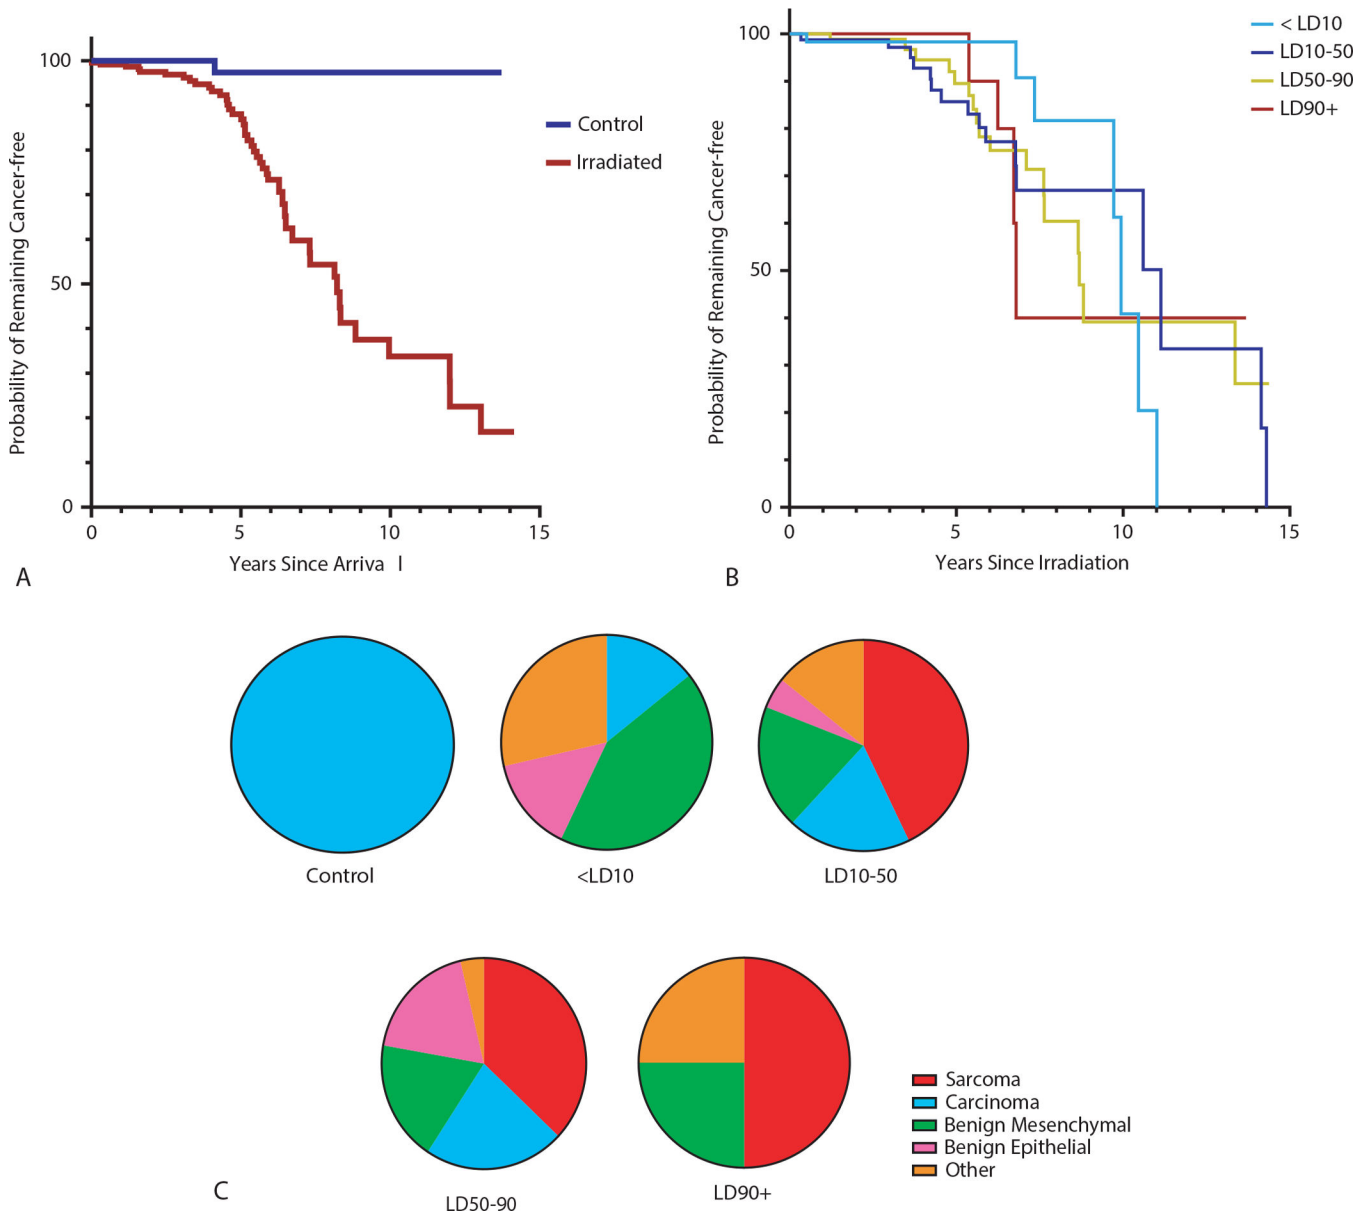 100
50
0
0
5
10
15
Probability of Remaining Cancer-free
Years Since Arriva l
Control
Irradiated
A
100
50
0
0
5
10
15
Probability of Remaining Cancer-free
Years Since Irradiation
< LD10
LD10-50
LD50-90
LD90+
B
Control
<LD10
LD10-50
LD50-90
LD90+
Sarcoma
Carcinoma
Benign Mesenchymal
Benign Epithelial
Other
C